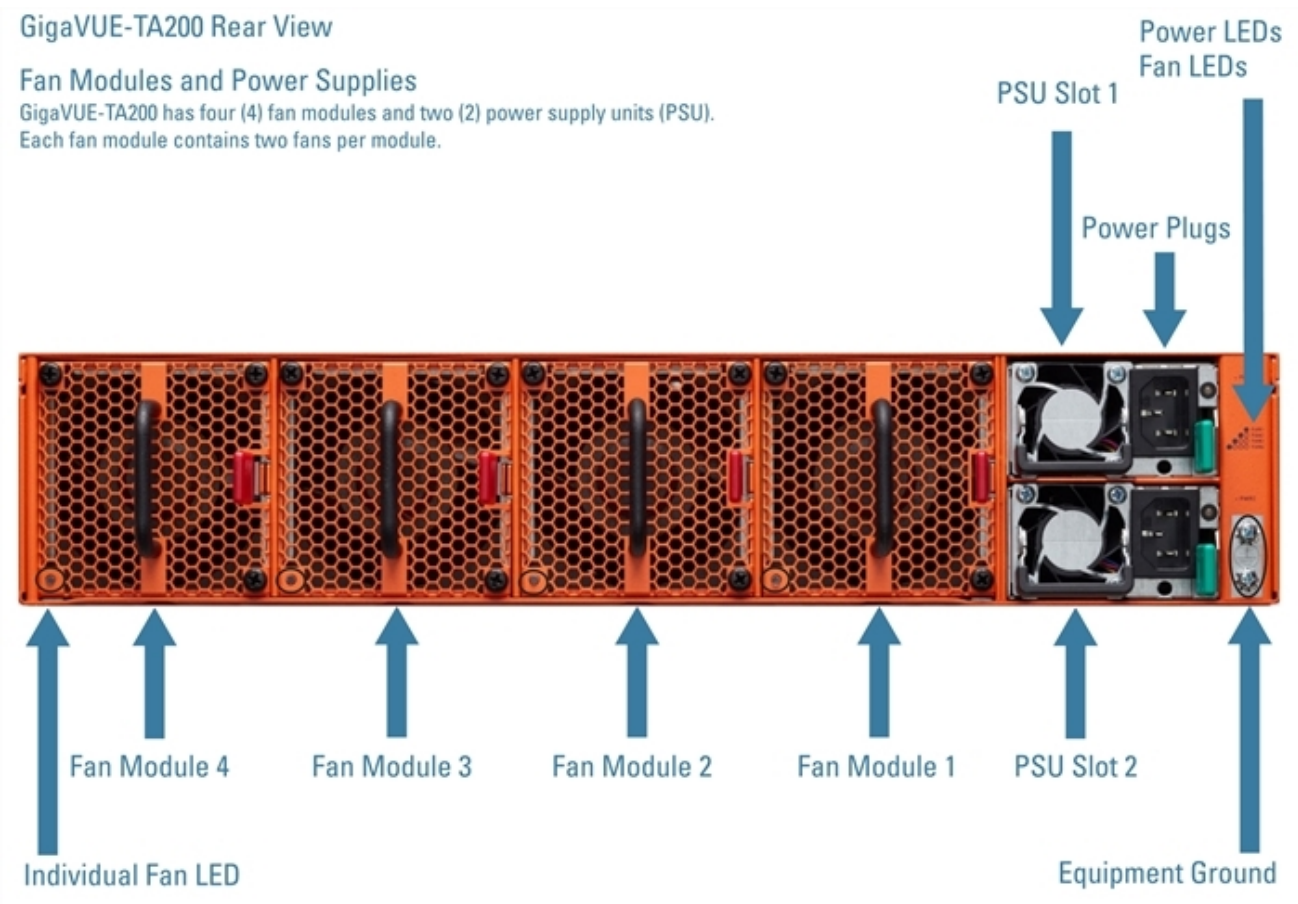 GigaVUE-TA200 Rear View
Fan Modules and Power Supplies
GigaVUE-TA200 has four (4) fan modules and two (2) power supply units (PSU).
Each fan module contains two fans per module.
Power LEDs
Fan LEDs
PSU Slot 1
Power Plugs
Fan Module 4
Fan Module 3
Fan Module 2
Fan Module 1
PSU Slot 2
Individual Fan LED
Equipment Ground